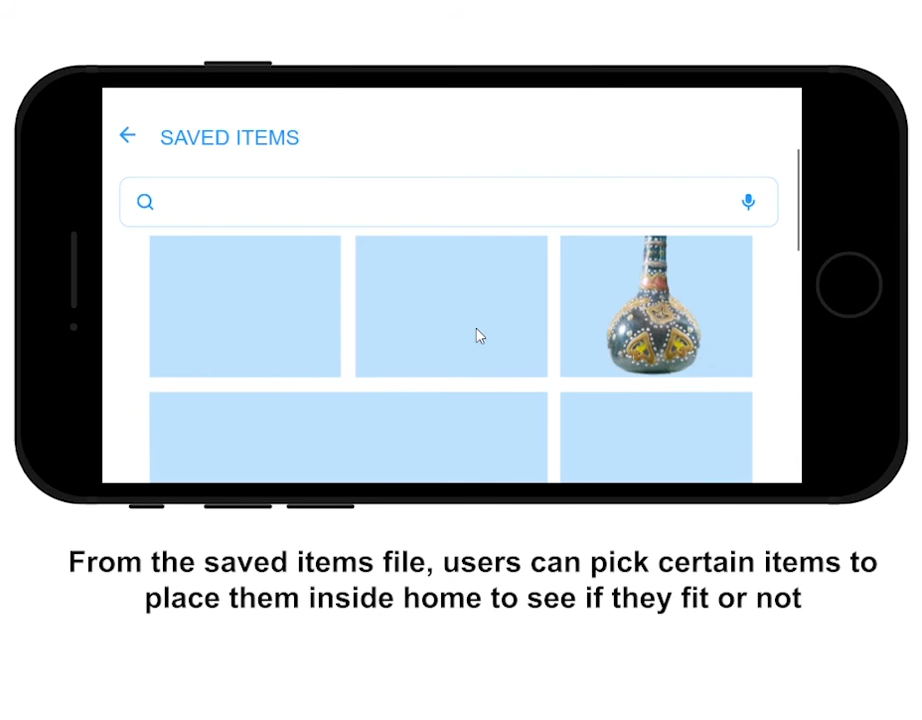 SAVED ITEMS
From the saved items file, users can pick certain items to
place them inside home to see if they fit or not